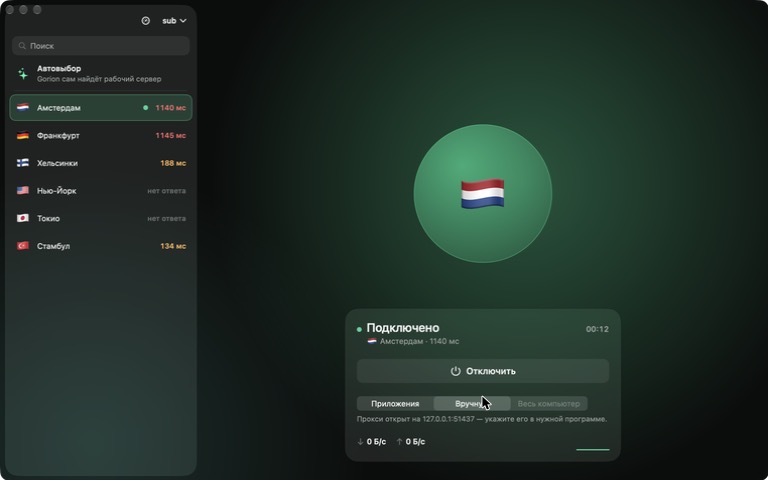 sub
Поиск
Автовыбор
Gorion сам найдёт рабочий сервер
Амстердам 1140 мс
Франкфурт 1145 мс
Хельсинки 188 мс
Нью-Йорк нет ответа
Токио нет ответа
Стамбул 134 мс
Подключено 00:12
Амстердам · 1140 мс
Отключить
Приложения Вручную Весь компьютер
Прокси открыт на 127.0.0.1:51437 — укажите его в нужной программе.
↓ 0 Б/с ↑ 0 Б/с